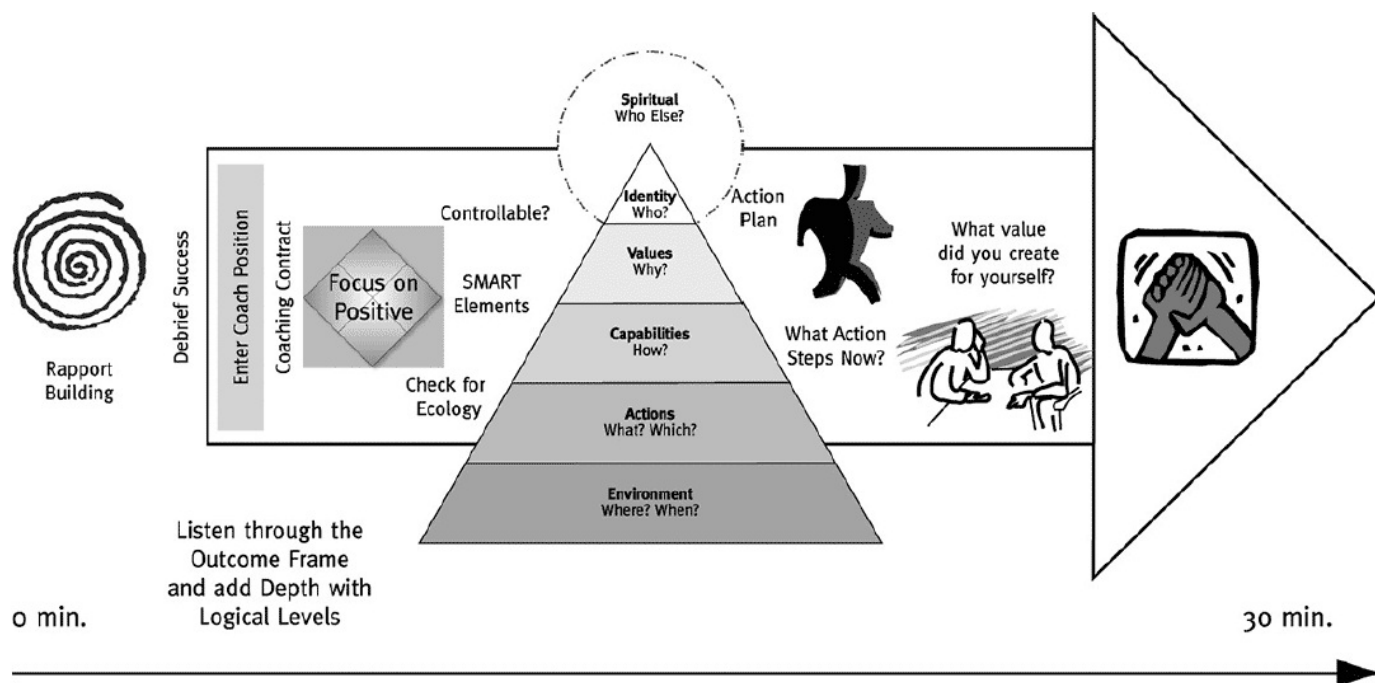 Spiritual
Who Else?
Rapport
Building
Debrief Success
Enter Coach Position
Coaching Contract
Focus on
Positive
Controllable?
SMART
Elements
Check for
Ecology
Identity
Who?
Values
Why?
Capabilities
How?
Actions
What? Which?
Environment
Where? When?
Action
Plan
What Action
Steps Now?
What value
did you create
for yourself?
Listen through the
Outcome Frame
and add Depth with
Logical Levels
0 min.
30 min.